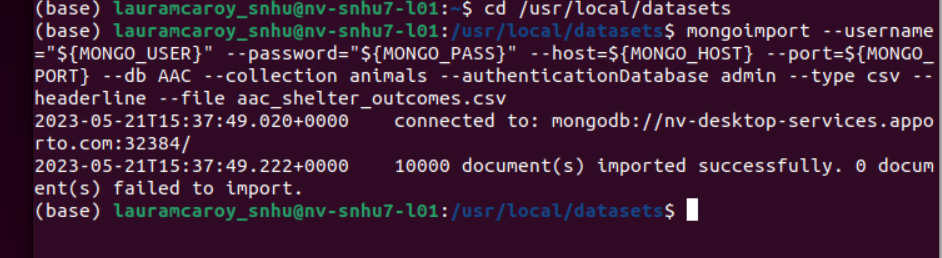 (base) lauramcaroy_snhu@nv-snhu7-l01:~$ cd /usr/local/datasets
(base) lauramcaroy_snhu@nv-snhu7-l01:/usr/local/datasets$ mongoimport --username
="${MONGO_USER}" --password="${MONGO_PASS}" --host=${MONGO_HOST} --port=${MONGO_
PORT} --db AAC --collection animals --authenticationDatabase admin --type csv --
headerline --file aac_shelter_outcomes.csv
2023-05-21T15:37:49.020+0000    connected to: mongodb://nv-desktop-services.appo
rto.com:32384/
2023-05-21T15:37:49.222+0000    10000 document(s) imported successfully. 0 docum
ent(s) failed to import.
(base) lauramcaroy_snhu@nv-snhu7-l01:/usr/local/datasets$